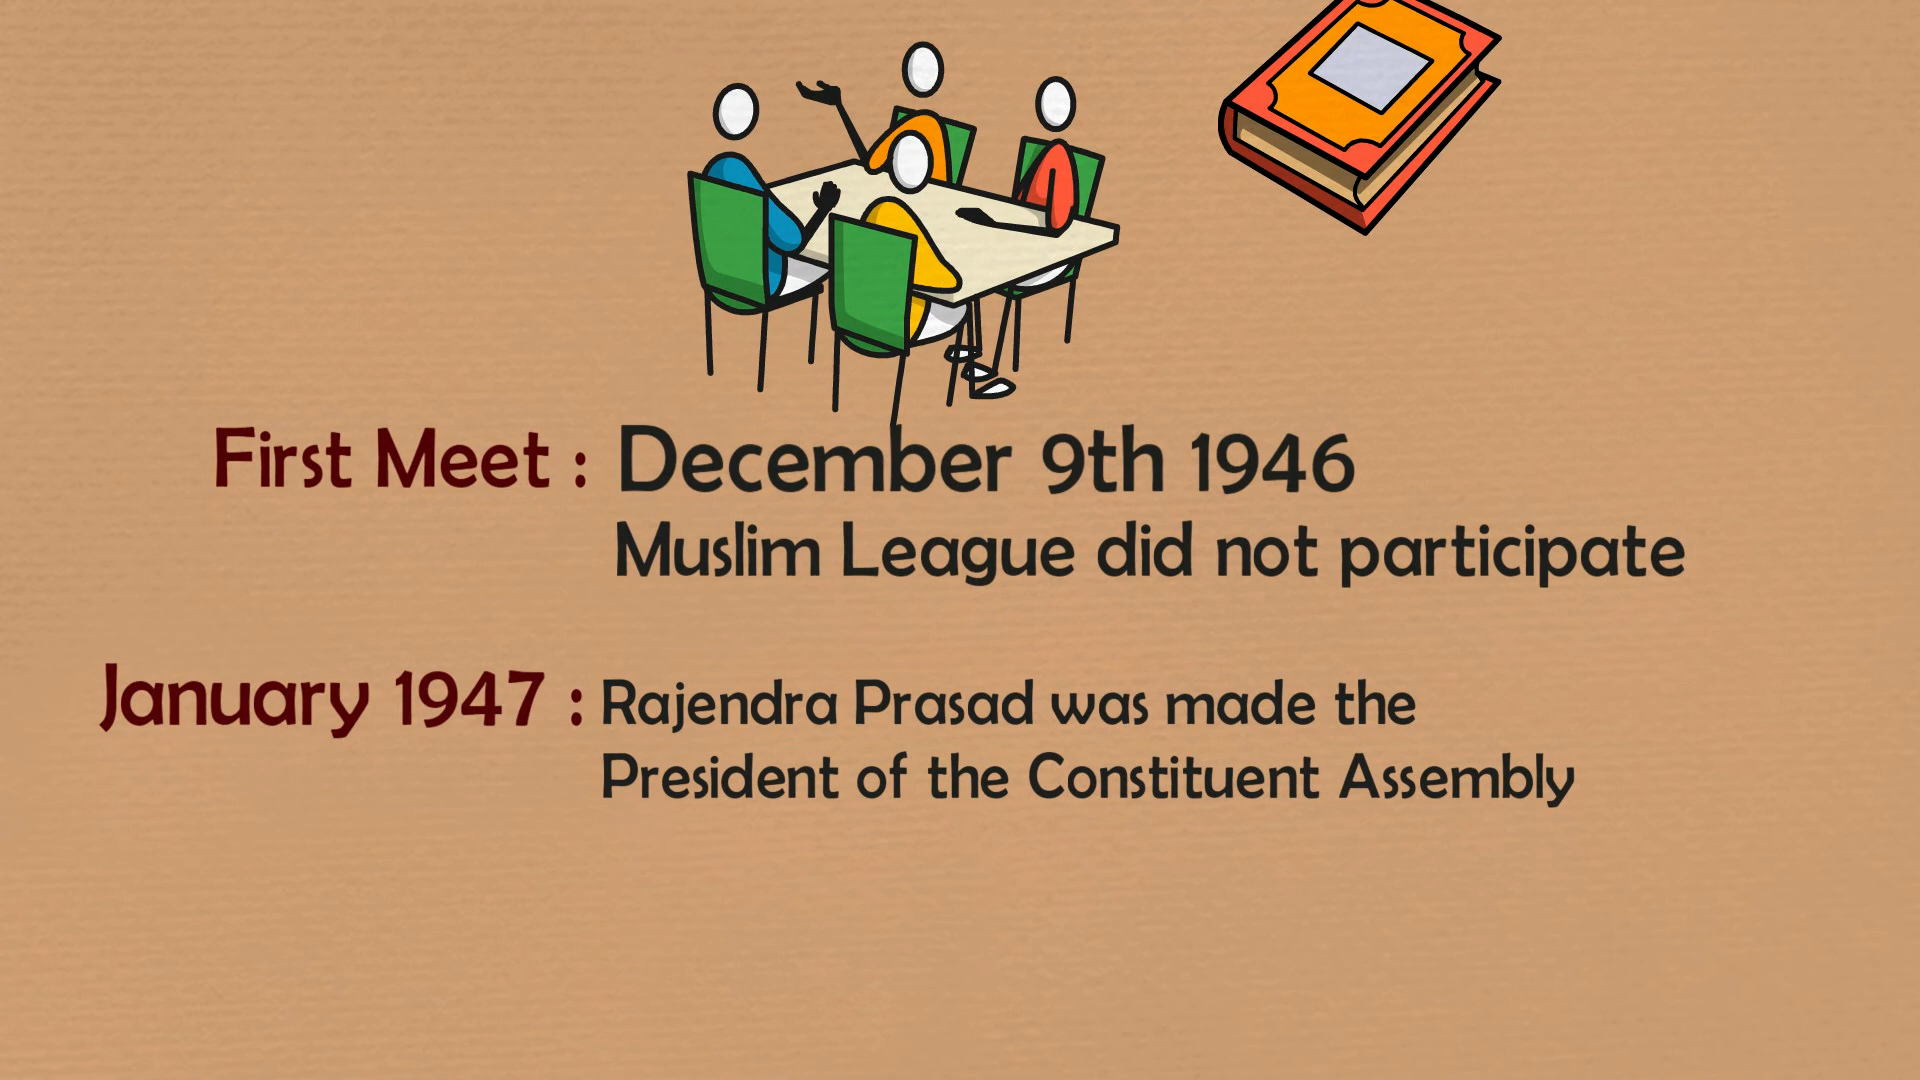 First Meet : December 9th 1946
Muslim League did not participate
January 1947 : Rajendra Prasad was made the
President of the Constituent Assembly